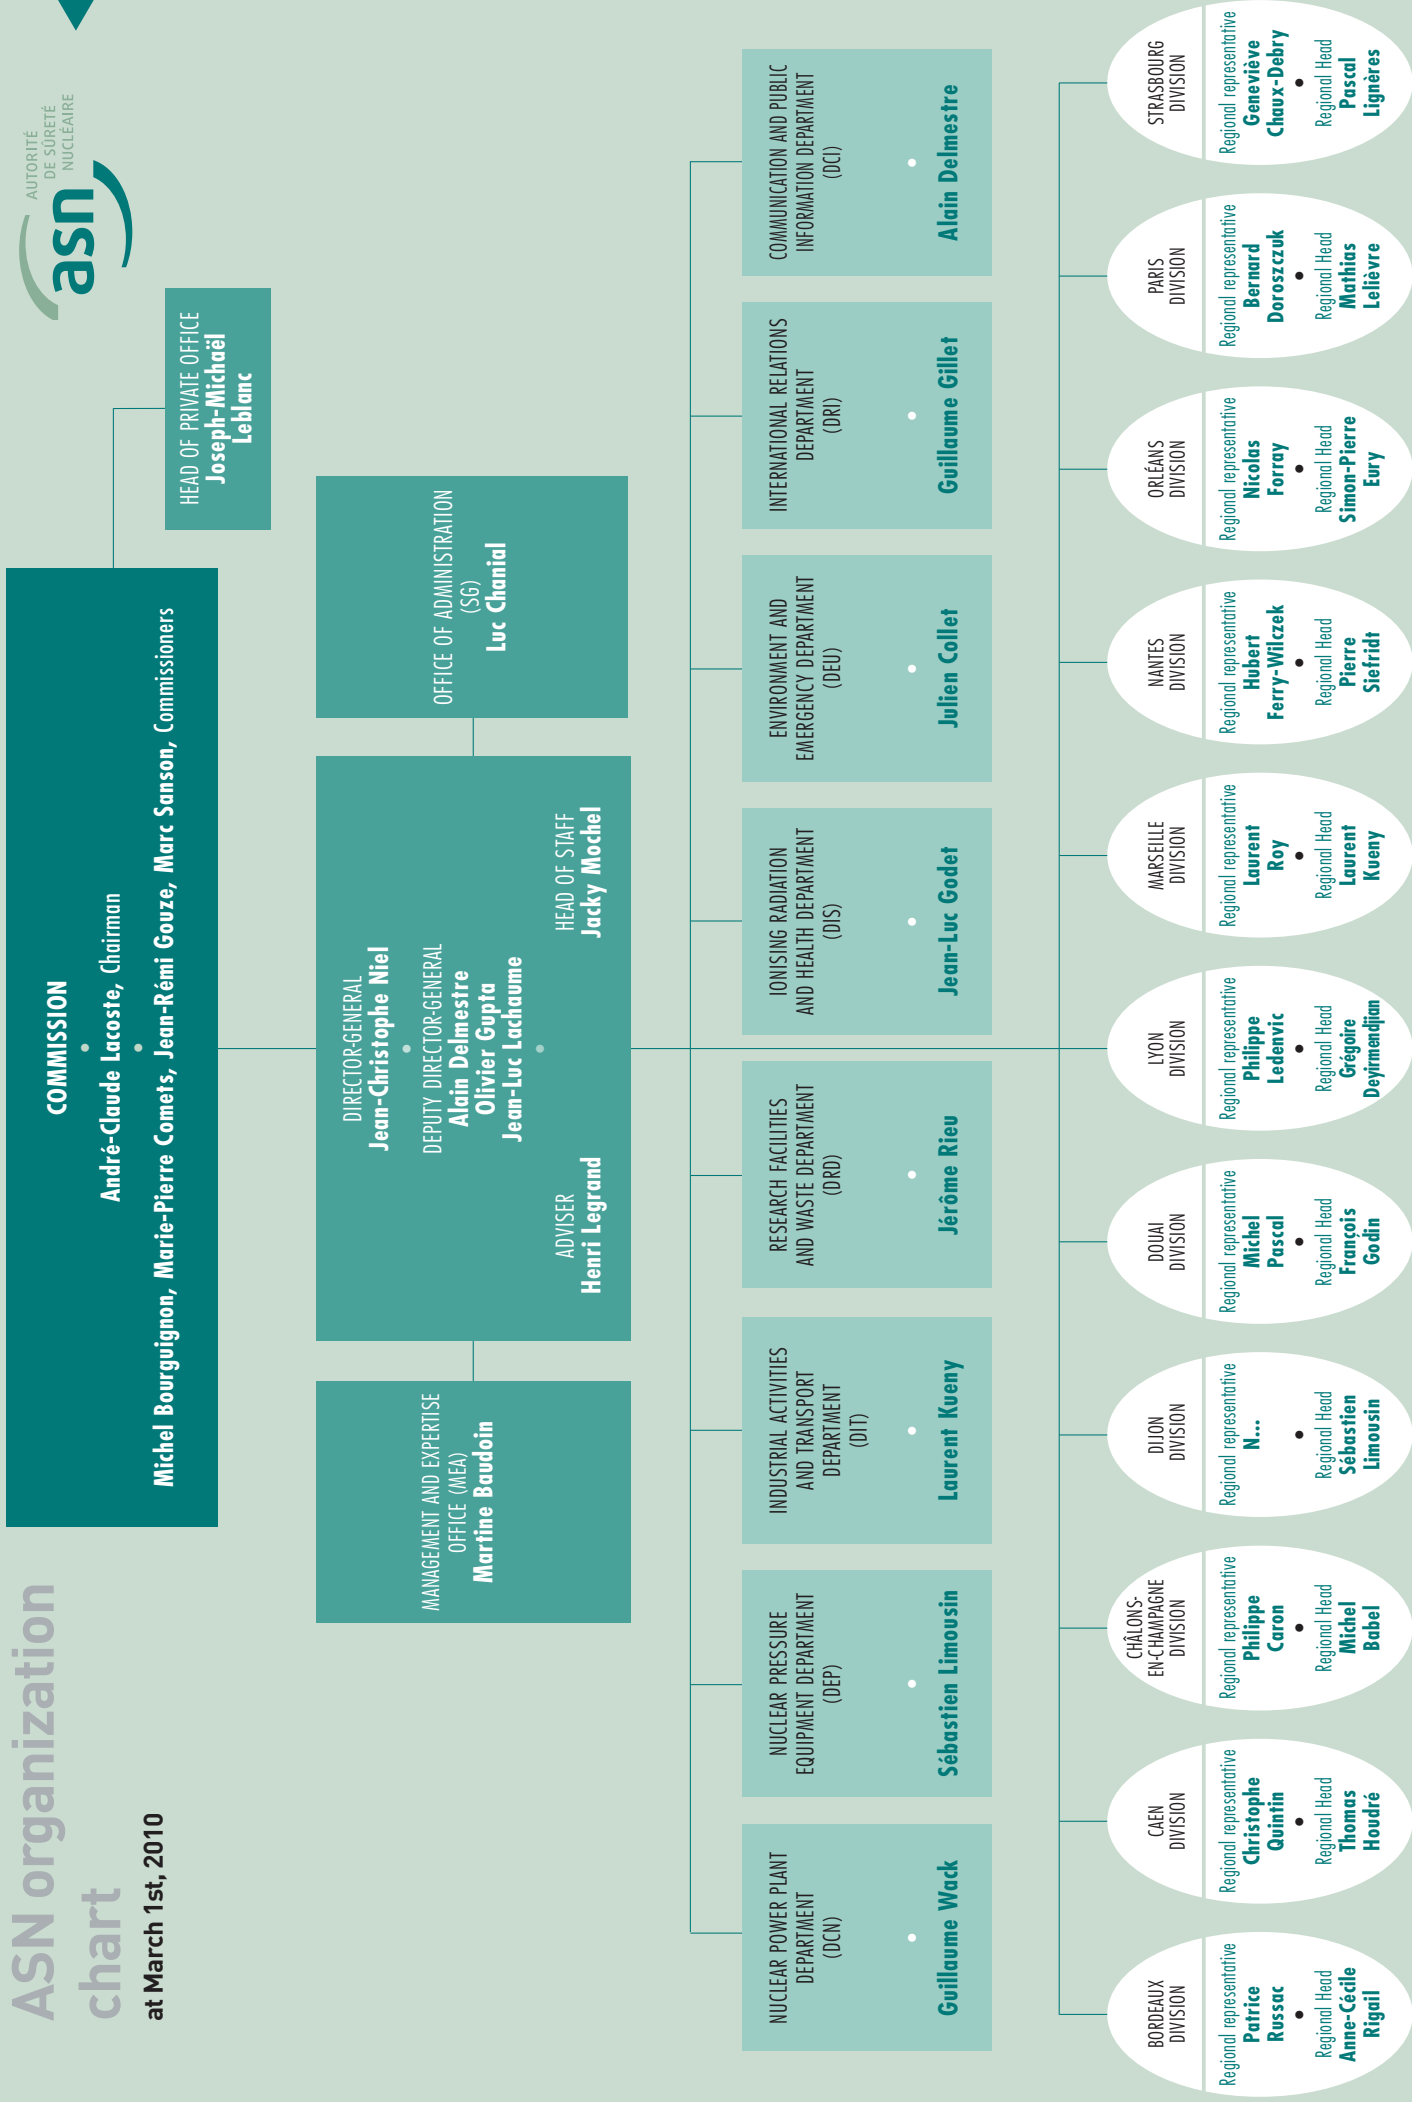 ASN organization
chart
at March 1st, 2010
AUTORITÉ
DE SÛRETÉ
NUCLÉAIRE
asn
COMMISSION
André-Claude Lacoste, Chairman
Michel Bourguignon, Marie-Pierre Comets, Jean-Rémi Gouze, Marc Sanson, Commissioners
HEAD OF PRIVATE OFFICE
Joseph-Michaël
Leblanc
MANAGEMENT AND EXPERTISE
OFFICE (MEA)
Martine Baudoin
DIRECTOR-GENERAL
Jean-Christophe Niel
DEPUTY DIRECTOR-GENERAL
Alain Delmestre
Olivier Gupta
Jean-Luc Lachaume
ADVISER
Henri Legrand
HEAD OF STAFF
Jacky Mochel
OFFICE OF ADMINISTRATION
(SG)
Luc Chanial
NUCLEAR POWER PLANT
DEPARTMENT
(DCN)
Guillaume Wack
NUCLEAR PRESSURE
EQUIPMENT DEPARTMENT
(DEP)
Sébastien Limousin
INDUSTRIAL ACTIVITIES
AND TRANSPORT
DEPARTMENT
(DIT)
Laurent Kueny
RESEARCH FACILITIES
AND WASTE DEPARTMENT
(DRD)
Jérôme Rieu
IONISING RADIATION
AND HEALTH DEPARTMENT
(DIS)
Jean-Luc Godet
ENVIRONMENT AND
EMERGENCY DEPARTMENT
(DEU)
Julien Collet
INTERNATIONAL RELATIONS
DEPARTMENT
(DRI)
Guillaume Gillet
COMMUNICATION AND PUBLIC
INFORMATION DEPARTMENT
(DCI)
Alain Delmestre
BORDEAUX
DIVISION
Regional representative
Patrice
Russac
Regional Head
Anne-Cécile
Rigail
CAEN
DIVISION
Regional representative
Christophe
Quintin
Regional Head
Thomas
Houdré
CHÂLONS-
EN-CHAMPAGNE
DIVISION
Regional representative
Philippe
Caron
Regional Head
Michel
Babel
DIJON
DIVISION
Regional representative
N...
Regional Head
Sébastien
Limousin
DOUAI
DIVISION
Regional representative
Michel
Pascal
Regional Head
François
Godin
LYON
DIVISION
Regional representative
Philippe
Ledenvic
Regional Head
Grégoire
Deyirmendjian
MARSEILLE
DIVISION
Regional representative
Laurent
Roy
Regional Head
Laurent
Kueny
NANTES
DIVISION
Regional representative
Hubert
Ferry-Wilczek
Regional Head
Pierre
Siefridt
ORLÉANS
DIVISION
Regional representative
Nicolas
Forray
Regional Head
Simon-Pierre
Eury
PARIS
DIVISION
Regional representative
Bernard
Doroszczuk
Regional Head
Mathias
Lelièvre
STRASBOURG
DIVISION
Regional representative
Geneviève
Chaux-Debry
Regional Head
Pascal
Lignères